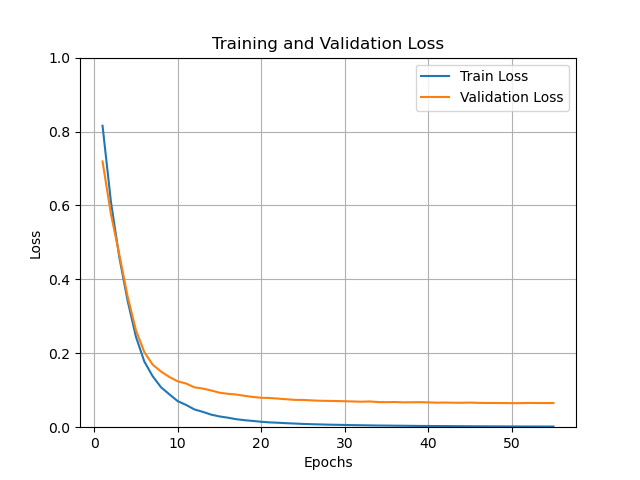 Training and Validation Loss
Train Loss
Validation Loss
Loss
1.0
0.8
0.6
0.4
0.2
0.0
0 10 20 30 40 50
Epochs